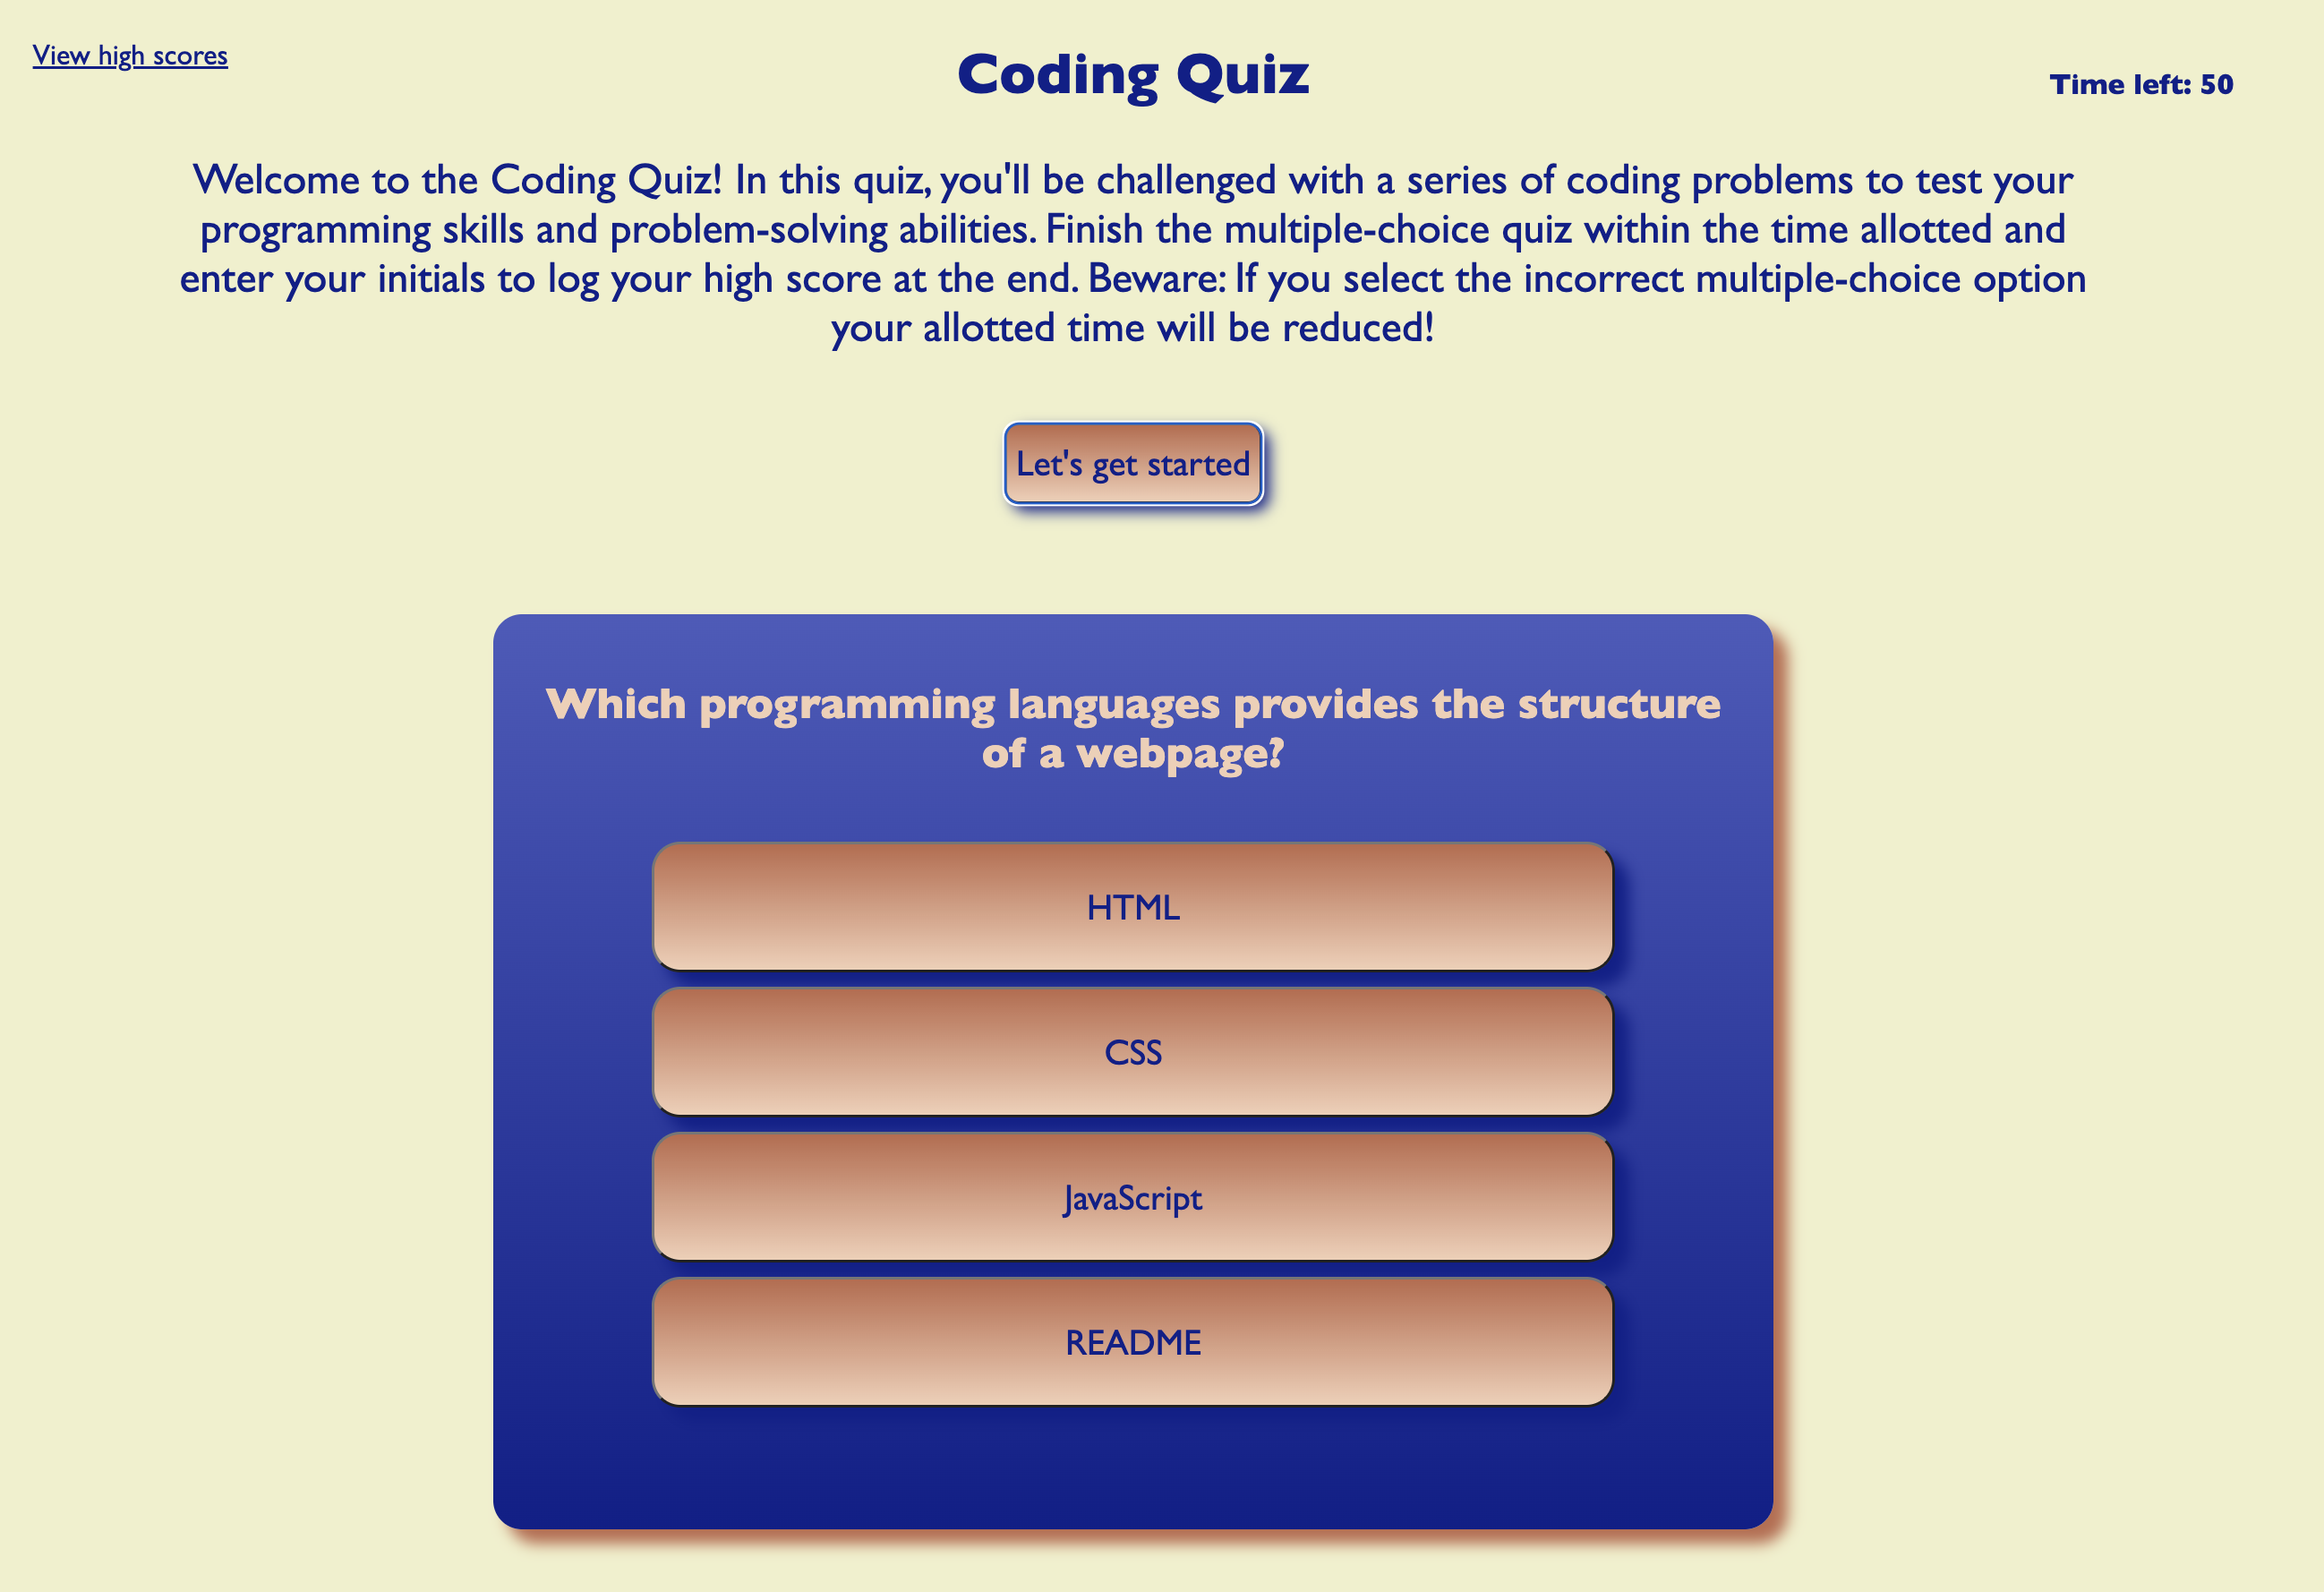 View high scores
Coding Quiz
Time left: 50
Welcome to the Coding Quiz! In this quiz, you'll be challenged with a series of coding problems to test your
programming skills and problem-solving abilities. Finish the multiple-choice quiz within the time allotted and
enter your initials to log your high score at the end. Beware: If you select the incorrect multiple-choice option
your allotted time will be reduced!
Let's get started
Which programming languages provides the structure
of a webpage?
HTML
CSS
JavaScript
README